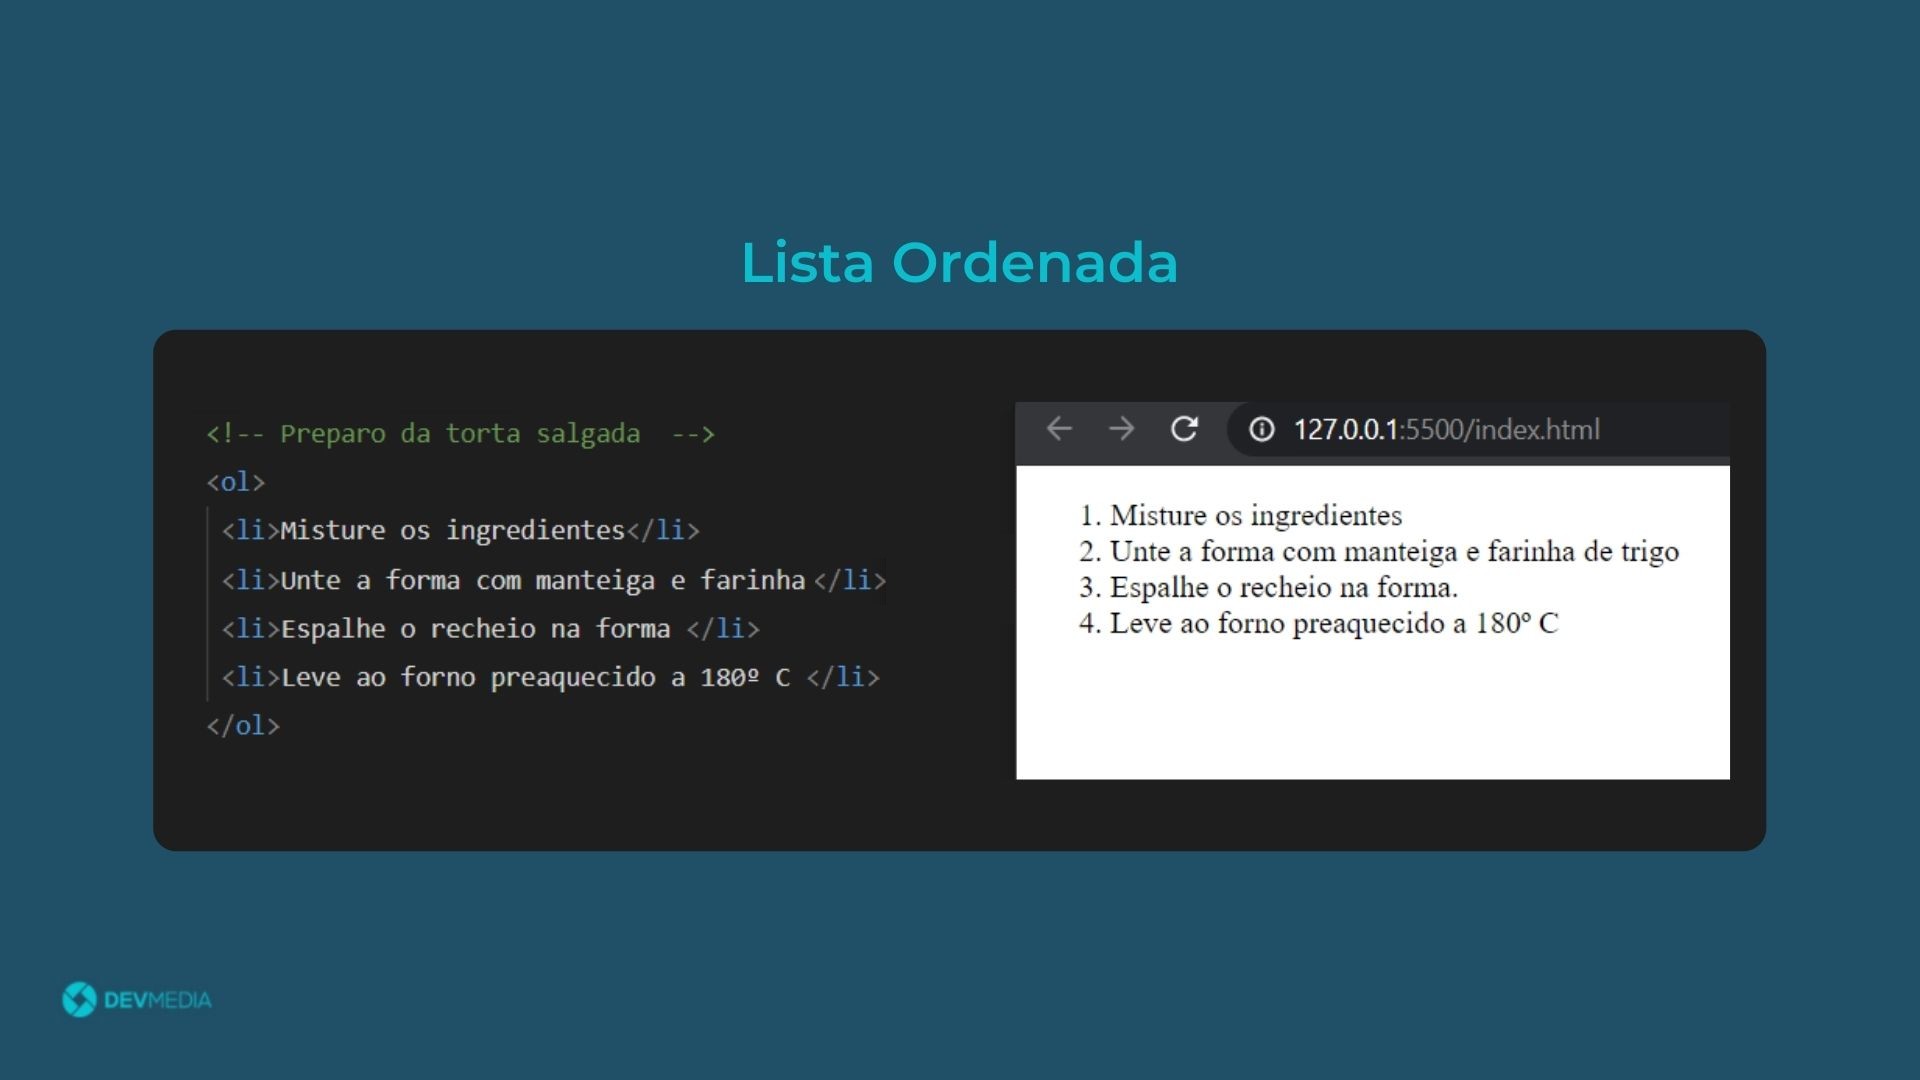 Lista Ordenada
<!-- Preparo da torta salgada  -->
<ol>
<li>Misture os ingredientes</li>
<li>Unte a forma com manteiga e farinha </li>
<li>Espalhe o recheio na forma </li>
<li>Leve ao forno preaquecido a 180º C </li>
</ol>
127.0.0.1:5500/index.html
1. Misture os ingredientes
2. Unte a forma com manteiga e farinha de trigo
3. Espalhe o recheio na forma.
4. Leve ao forno preaquecido a 180º C
DEVMEDIA